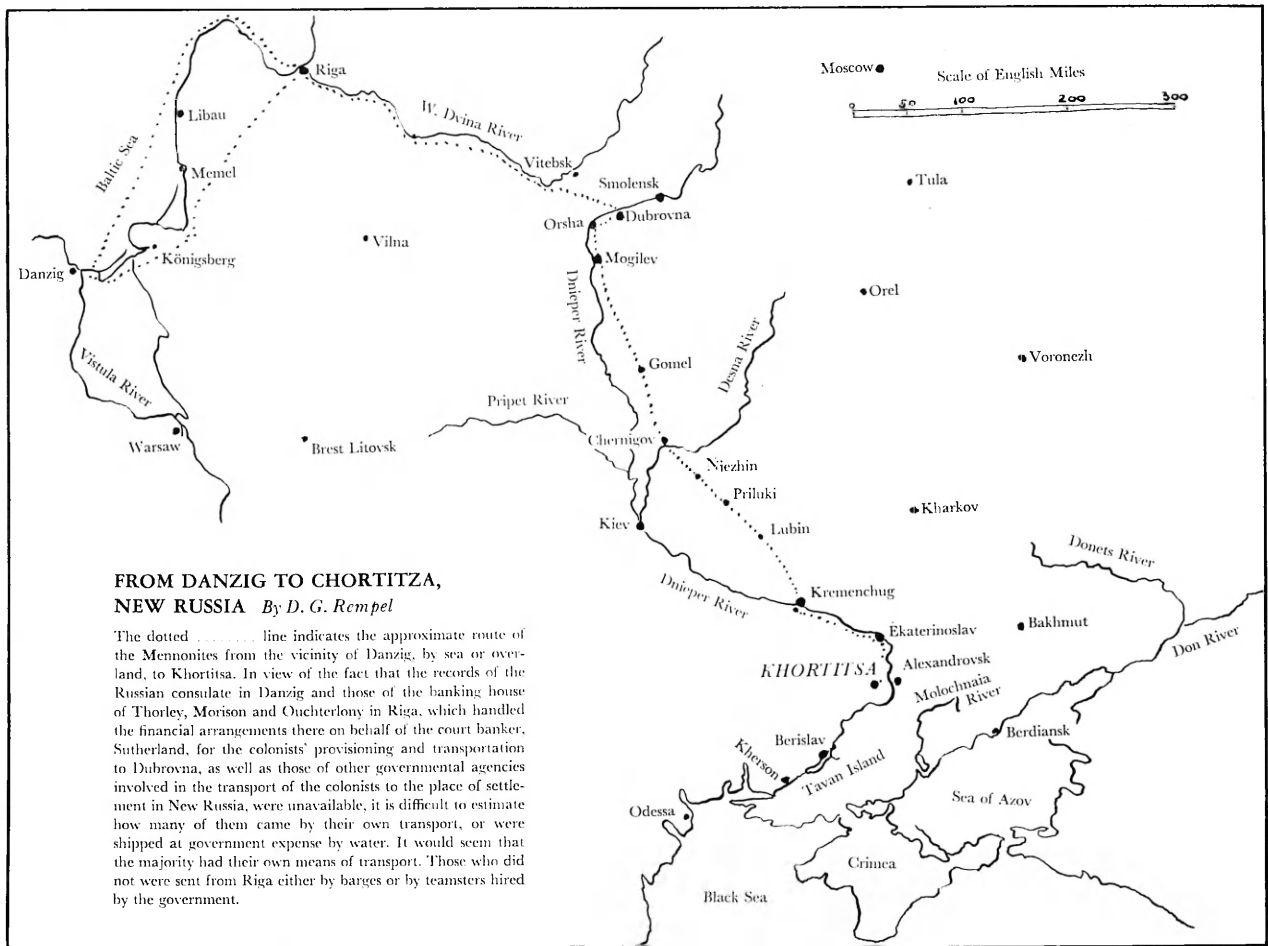 Moscow
Scale of English Miles
0 50 100 200 300
Riga
Libau
W. Dvina River
Baltic Sea
Memel
Vitebsk
Smolensk
Tula
Dubrovna
Orsha
Vilna
Königsberg
Danzig
Mogilev
Orel
Dnieper River
Desna River
Vistula River
Gomel
Voronezh
Pripet River
Warsaw
Brest Litovsk
Chernigov
Niezhin
Priluki
Kharkov
Kiev
Lubin
Donets River
FROM DANZIG TO CHORTITZA,
NEW RUSSIA By D. G. Rempel
The dotted ........ line indicates the approximate route of
the Mennonites from the vicinity of Danzig, by sea or over-
land, to Khortitsa. In view of the fact that the records of the
Russian consulate in Danzig and those of the banking house
of Thorley, Morison and Ouchterlony in Riga, which handled
the financial arrangements there on behalf of the court banker,
Sutherland, for the colonists' provisioning and transportation
to Dubrovna, as well as those of other governmental agencies
involved in the transport of the colonists to the place of settle-
ment in New Russia, were unavailable, it is difficult to estimate
how many of them came by their own transport, or were
shipped at government expense by water. It would seem that
the majority had their own means of transport. Those who did
not were sent from Riga either by barges or by teamsters hired
by the government.
Dnieper River
Kremenchug
Ekaterinoslav
Bakhmut
Don River
KHORTITSA
Alexandrovsk
Molochnaia
River
Berdiansk
Berislav
Kherson
Tavan Island
Odessa
Sea of Azov
Crimea
Black Sea